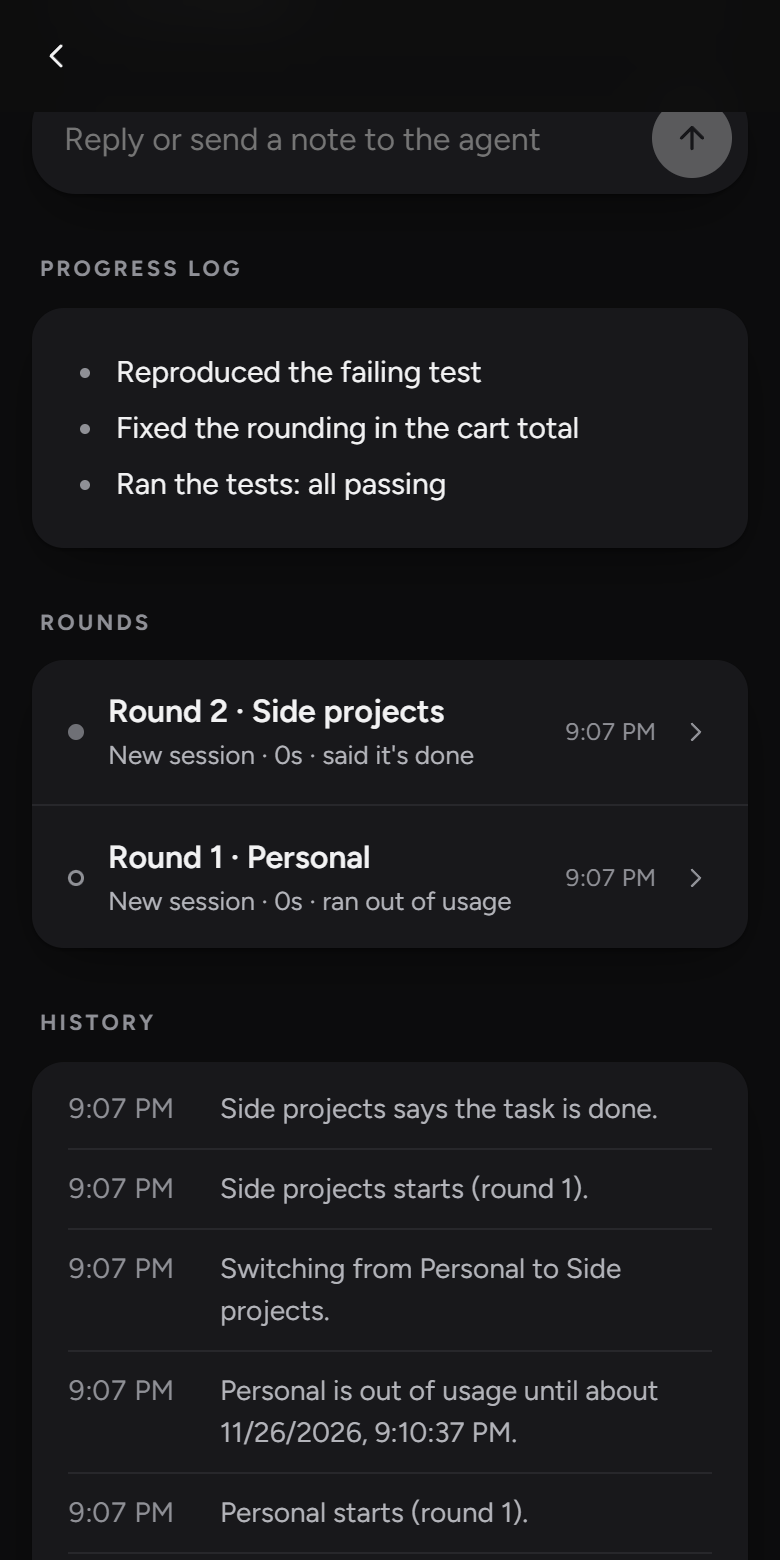 Reply or send a note to the agent
PROGRESS LOG
• Reproduced the failing test
• Fixed the rounding in the cart total
• Ran the tests: all passing
ROUNDS
Round 2 · Side projects
New session · 0s · said it's done
9:07 PM
Round 1 · Personal
New session · 0s · ran out of usage
9:07 PM
HISTORY
9:07 PM Side projects says the task is done.
9:07 PM Side projects starts (round 1).
9:07 PM Switching from Personal to Side
projects.
9:07 PM Personal is out of usage until about
11/26/2026, 9:10:37 PM.
9:07 PM Personal starts (round 1).